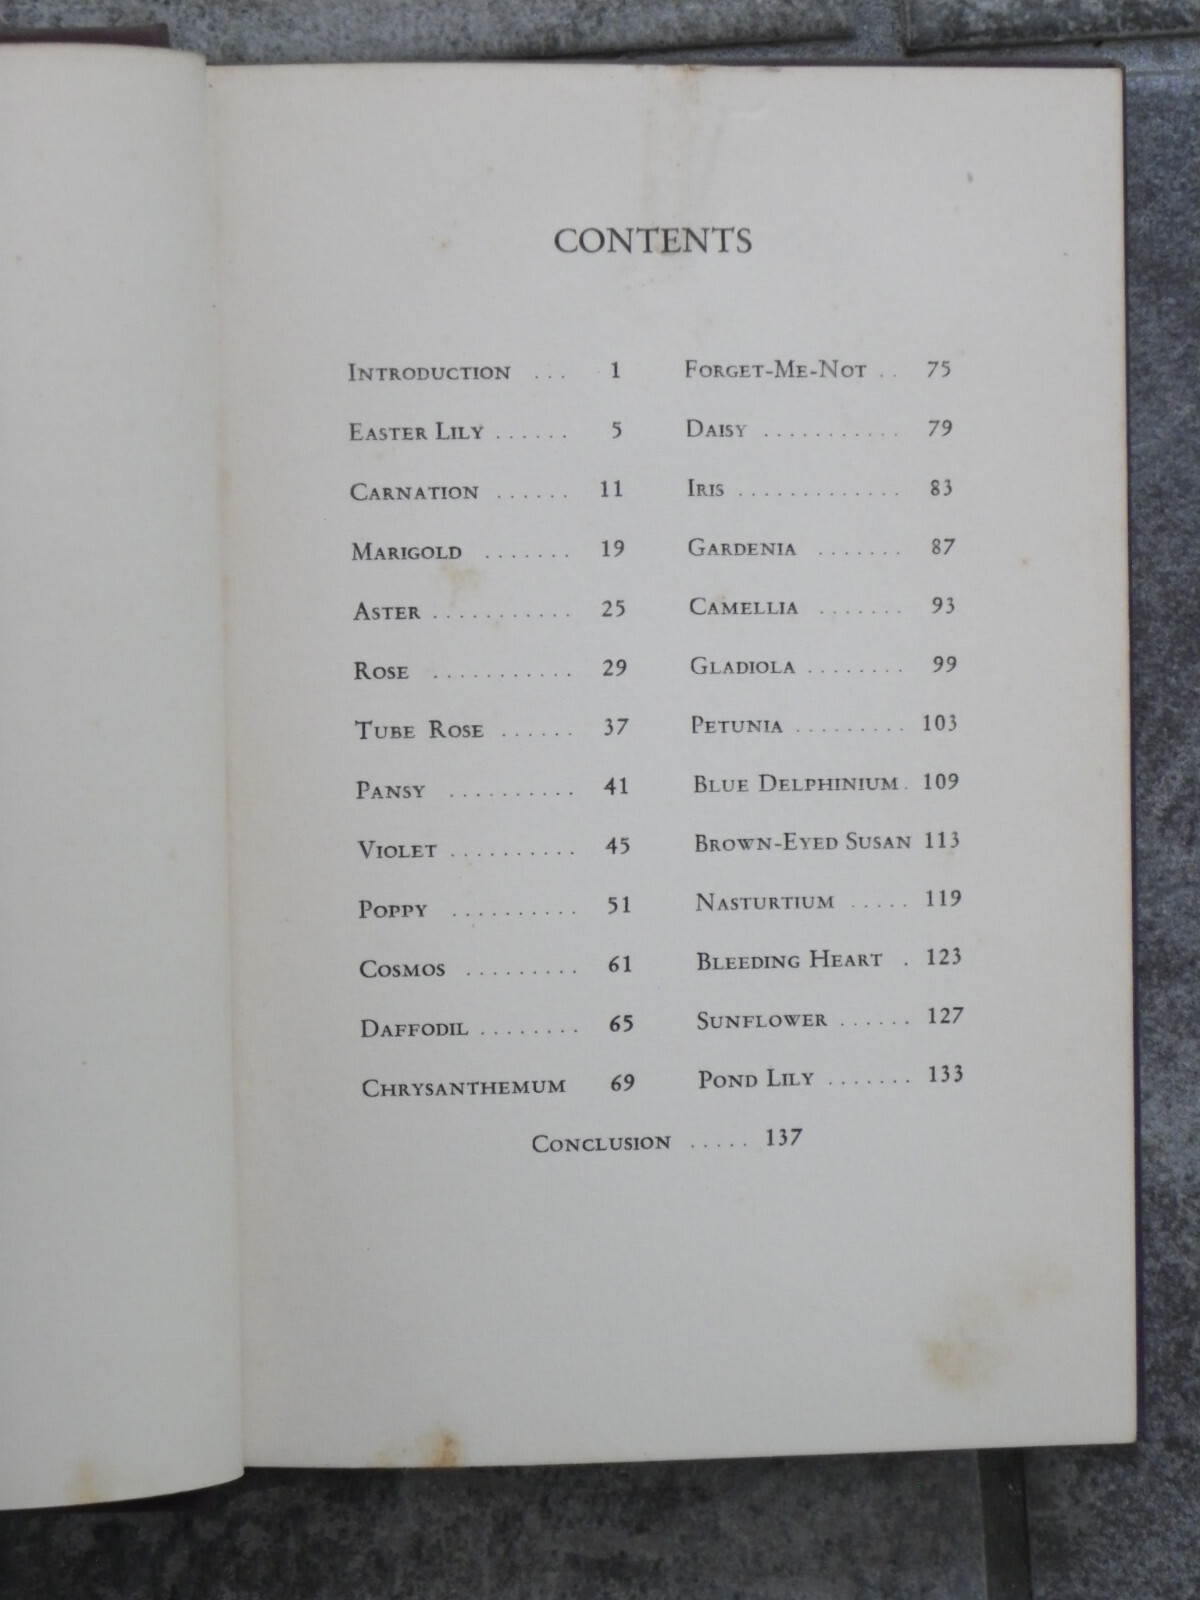 CONTENTS
INTRODUCTION ... 1
EASTER LILY ...... 5
CARNATION ...... 11
MARIGOLD ....... 19
ASTER ........... 25
ROSE ........... 29
TUBE ROSE ...... 37
PANSY .......... 41
VIOLET .......... 45
POPPY .......... 51
COSMOS ......... 61
DAFFODIL ........ 65
CHRYSANTHEMUM 69
FORGET-ME-NOT .. 75
DAISY ........... 79
IRIS ............. 83
GARDENIA ....... 87
CAMELLIA ....... 93
GLADIOLA ........ 99
PETUNIA ......... 103
BLUE DELPHINIUM . 109
BROWN-EYED SUSAN 113
NASTURTIUM ..... 119
BLEEDING HEART . 123
SUNFLOWER ...... 127
POND LILY ....... 133
CONCLUSION ..... 137